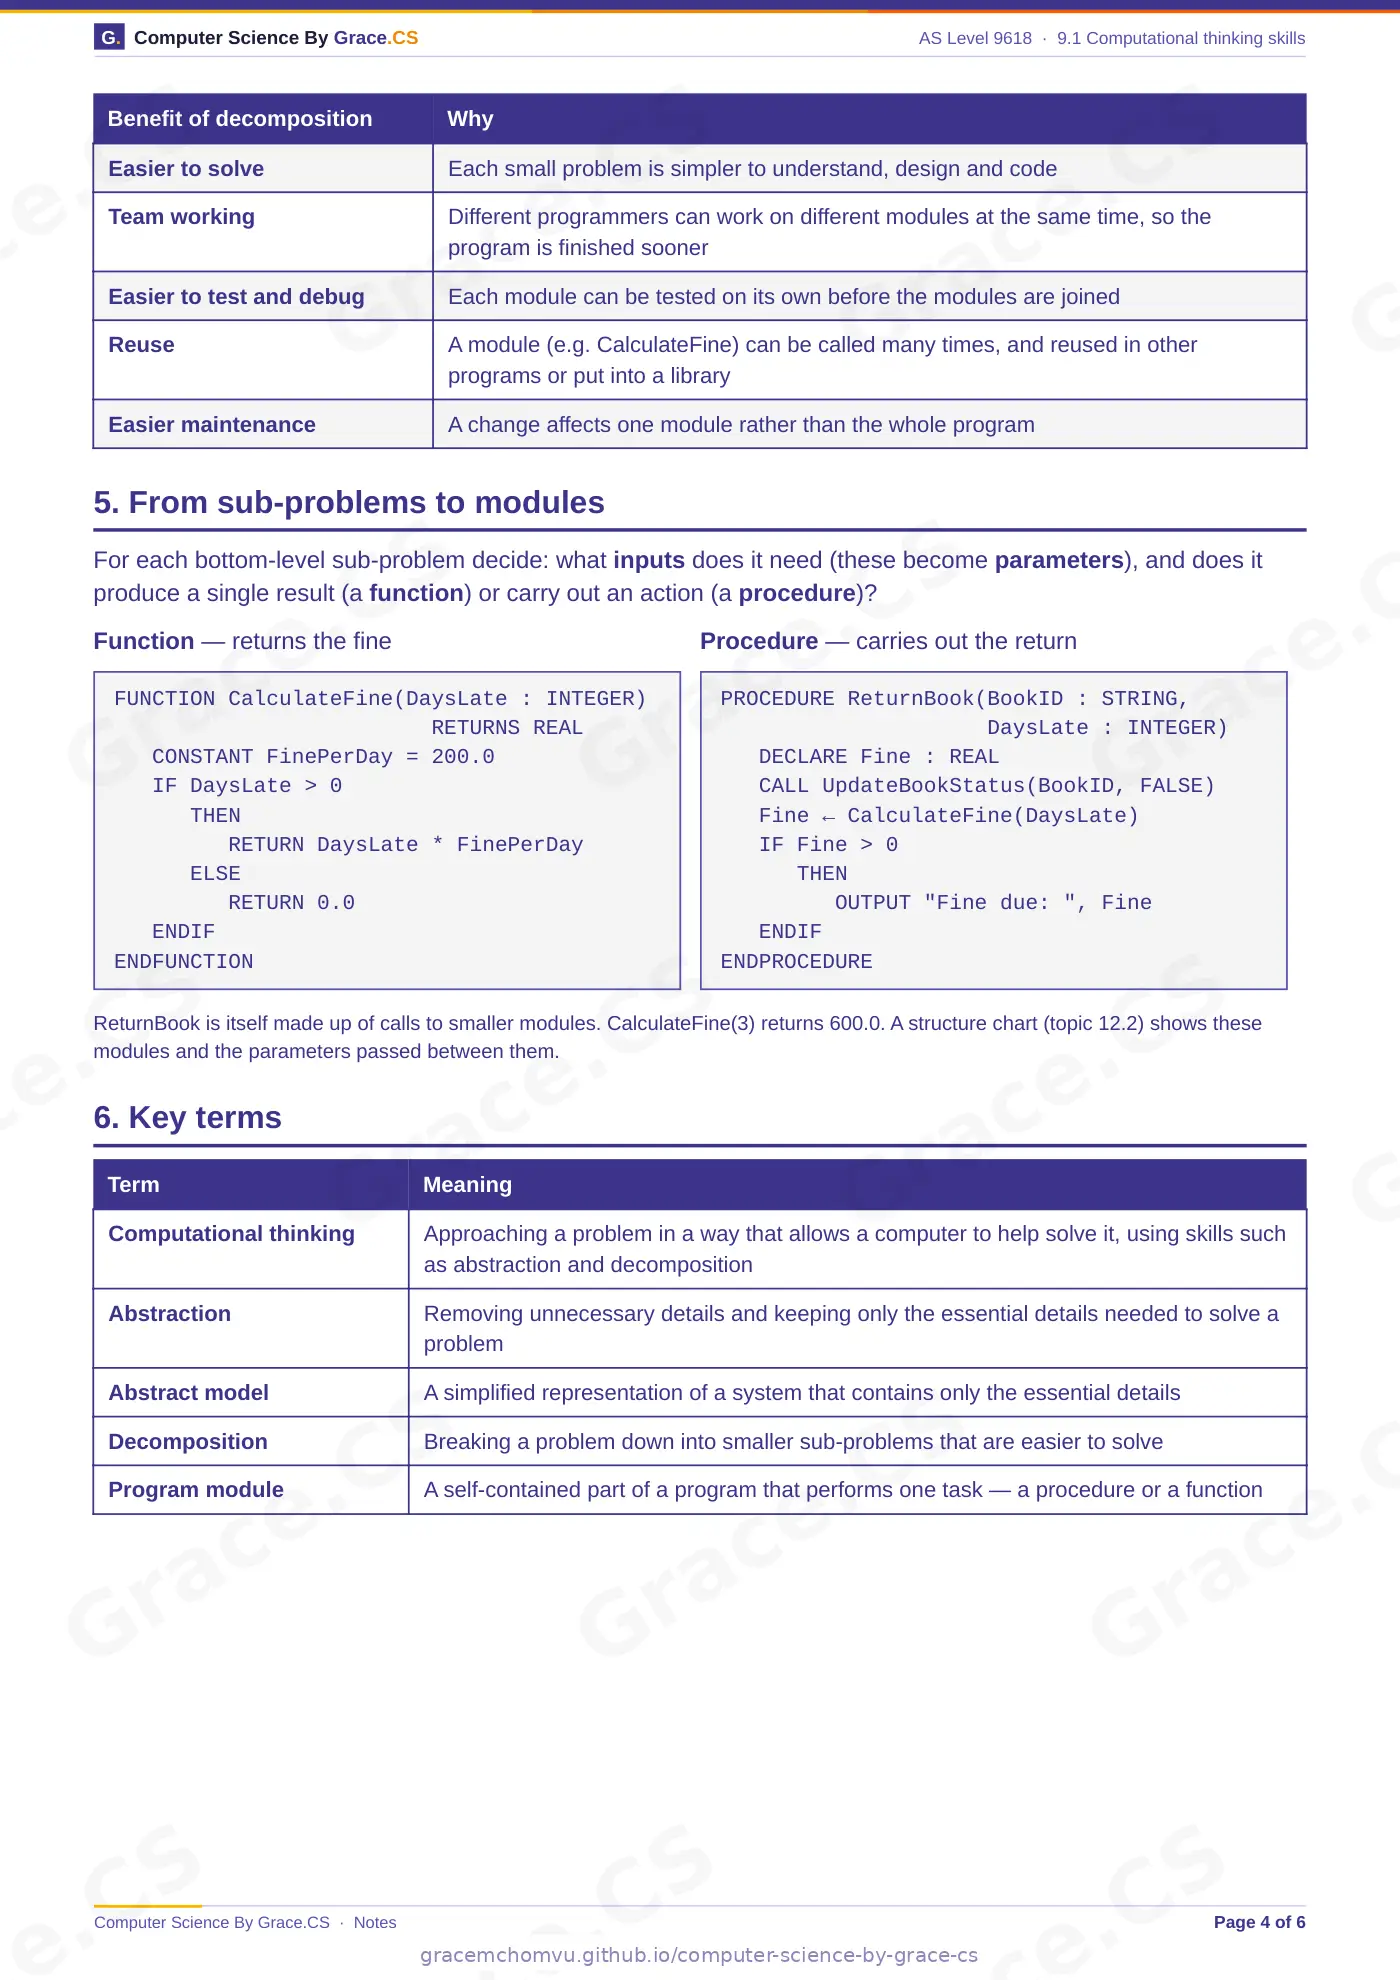 G. Computer Science By Grace.CS
AS Level 9618 · 9.1 Computational thinking skills
Benefit of decomposition Why
Easier to solve Each small problem is simpler to understand, design and code
Team working Different programmers can work on different modules at the same time, so the
program is finished sooner
Easier to test and debug Each module can be tested on its own before the modules are joined
Reuse A module (e.g. CalculateFine) can be called many times, and reused in other
programs or put into a library
Easier maintenance A change affects one module rather than the whole program
5. From sub-problems to modules
For each bottom-level sub-problem decide: what inputs does it need (these become parameters), and does it
produce a single result (a function) or carry out an action (a procedure)?
Function — returns the fine
FUNCTION CalculateFine(DaysLate : INTEGER)
RETURNS REAL
CONSTANT FinePerDay = 200.0
IF DaysLate > 0
THEN
RETURN DaysLate * FinePerDay
ELSE
RETURN 0.0
ENDIF
ENDFUNCTION
Procedure — carries out the return
PROCEDURE ReturnBook(BookID : STRING,
DaysLate : INTEGER)
DECLARE Fine : REAL
CALL UpdateBookStatus(BookID, FALSE)
Fine ← CalculateFine(DaysLate)
IF Fine > 0
THEN
OUTPUT "Fine due: ", Fine
ENDIF
ENDPROCEDURE
ReturnBook is itself made up of calls to smaller modules. CalculateFine(3) returns 600.0. A structure chart (topic 12.2) shows these
modules and the parameters passed between them.
6. Key terms
Term Meaning
Computational thinking Approaching a problem in a way that allows a computer to help solve it, using skills such
as abstraction and decomposition
Abstraction Removing unnecessary details and keeping only the essential details needed to solve a
problem
Abstract model A simplified representation of a system that contains only the essential details
Decomposition Breaking a problem down into smaller sub-problems that are easier to solve
Program module A self-contained part of a program that performs one task — a procedure or a function
Computer Science By Grace.CS · Notes
Page 4 of 6
gracemchomvu.github.io/computer-science-by-grace-cs